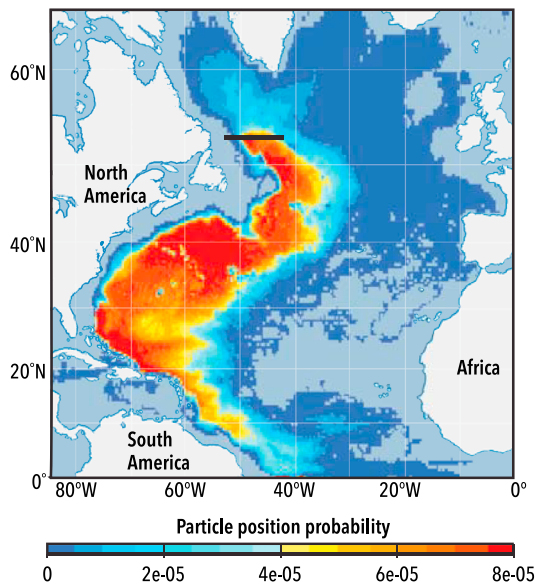 60°N
North
America
40°N
20°N
Africa
South
America
0°
80°W 60°W 40°W 20°W 0°
Particle position probability
0 2e-05 4e-05 6e-05 8e-05